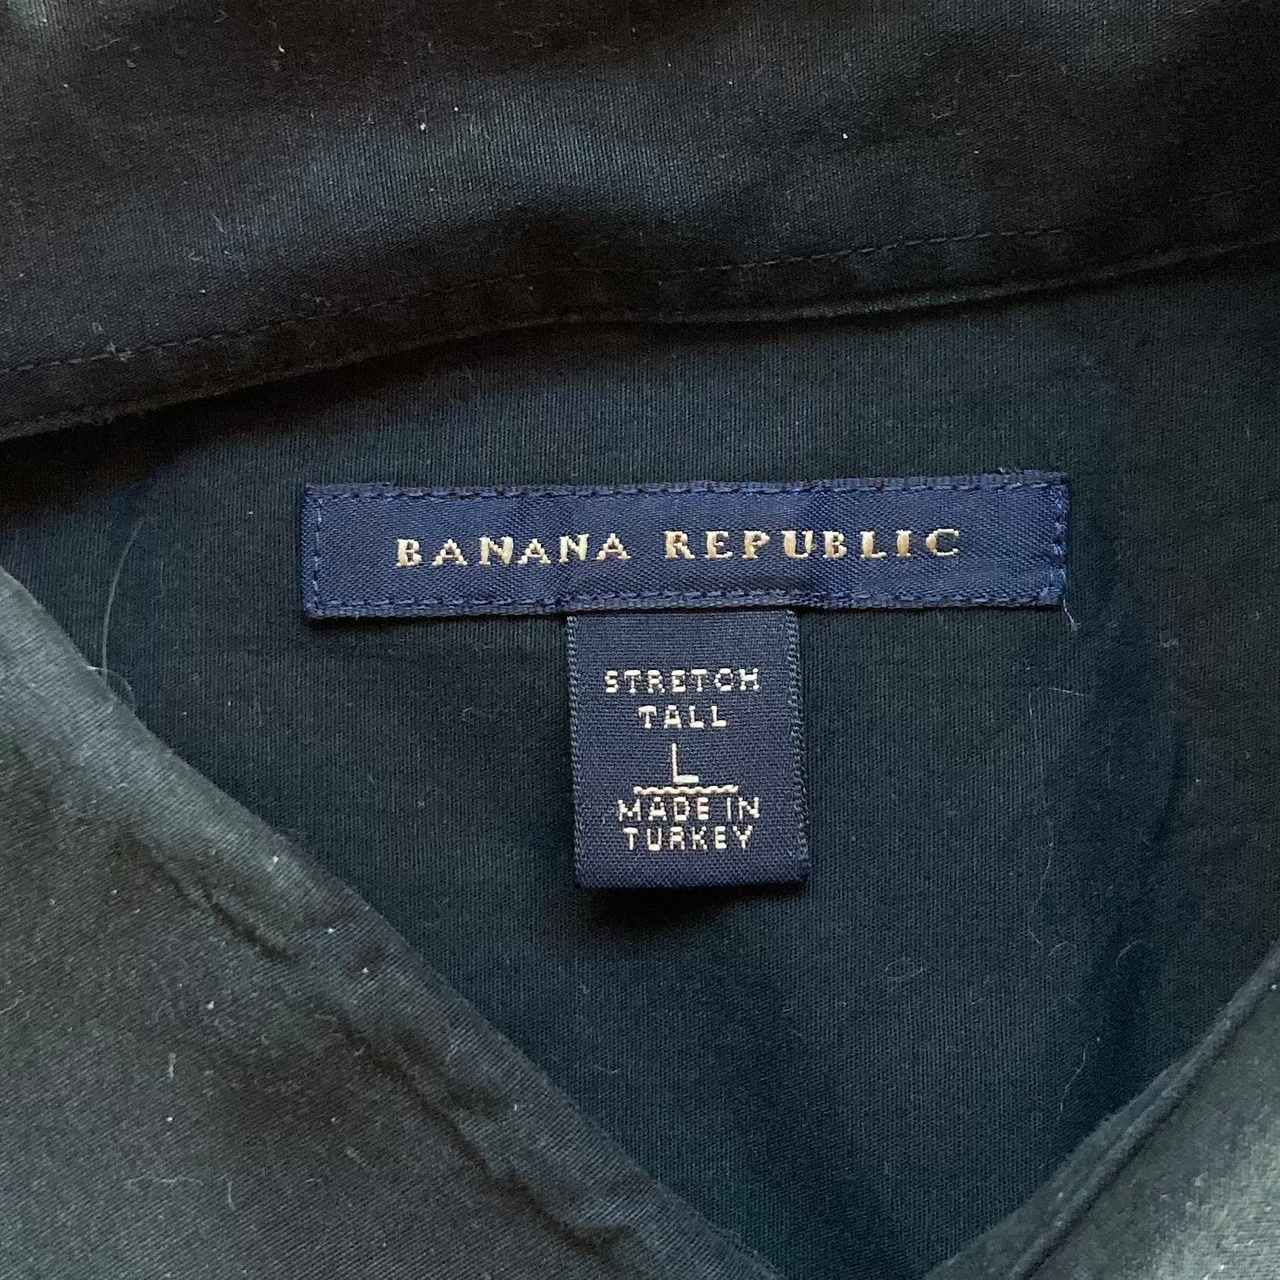 BANANA REPUBLIC
STRETCH
TALL
L
MADE IN
TURKEY